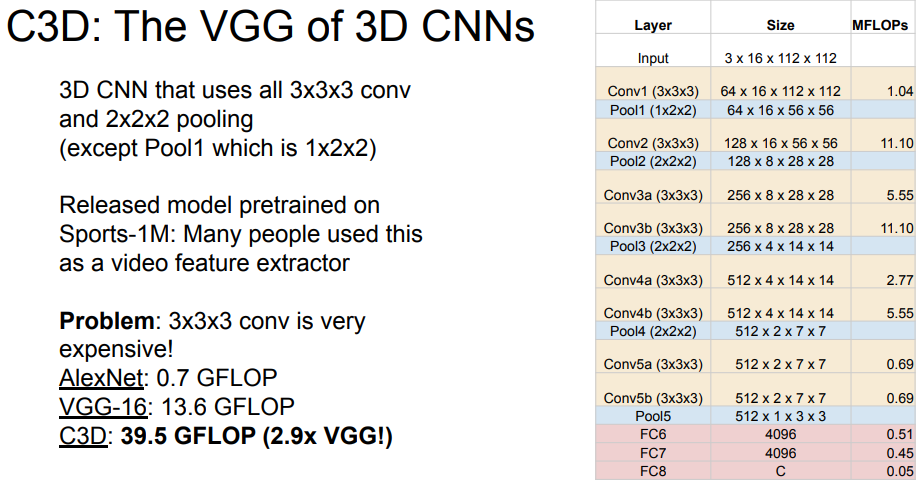 C3D: The VGG of 3D CNNs
3D CNN that uses all 3x3x3 conv
and 2x2x2 pooling
(except Pool1 which is 1x2x2)
Released model pretrained on
Sports-1M: Many people used this
as a video feature extractor
Problem: 3x3x3 conv is very
expensive!
AlexNet: 0.7 GFLOP
VGG-16: 13.6 GFLOP
C3D: 39.5 GFLOP (2.9x VGG!)
Layer Size MFLOPs
Input 3 x 16 x 112 x 112
Conv1 (3x3x3) 64 x 16 x 112 x 112 1.04
Pool1 (1x2x2) 64 x 16 x 56 x 56
Conv2 (3x3x3) 128 x 16 x 56 x 56 11.10
Pool2 (2x2x2) 128 x 8 x 28 x 28
Conv3a (3x3x3) 256 x 8 x 28 x 28 5.55
Conv3b (3x3x3) 256 x 8 x 28 x 28 11.10
Pool3 (2x2x2) 256 x 4 x 14 x 14
Conv4a (3x3x3) 512 x 4 x 14 x 14 2.77
Conv4b (3x3x3) 512 x 4 x 14 x 14 5.55
Pool4 (2x2x2) 512 x 2 x 7 x 7
Conv5a (3x3x3) 512 x 2 x 7 x 7 0.69
Conv5b (3x3x3) 512 x 2 x 7 x 7 0.69
Pool5 512 x 1 x 3 x 3
FC6 4096 0.51
FC7 4096 0.45
FC8 C 0.05